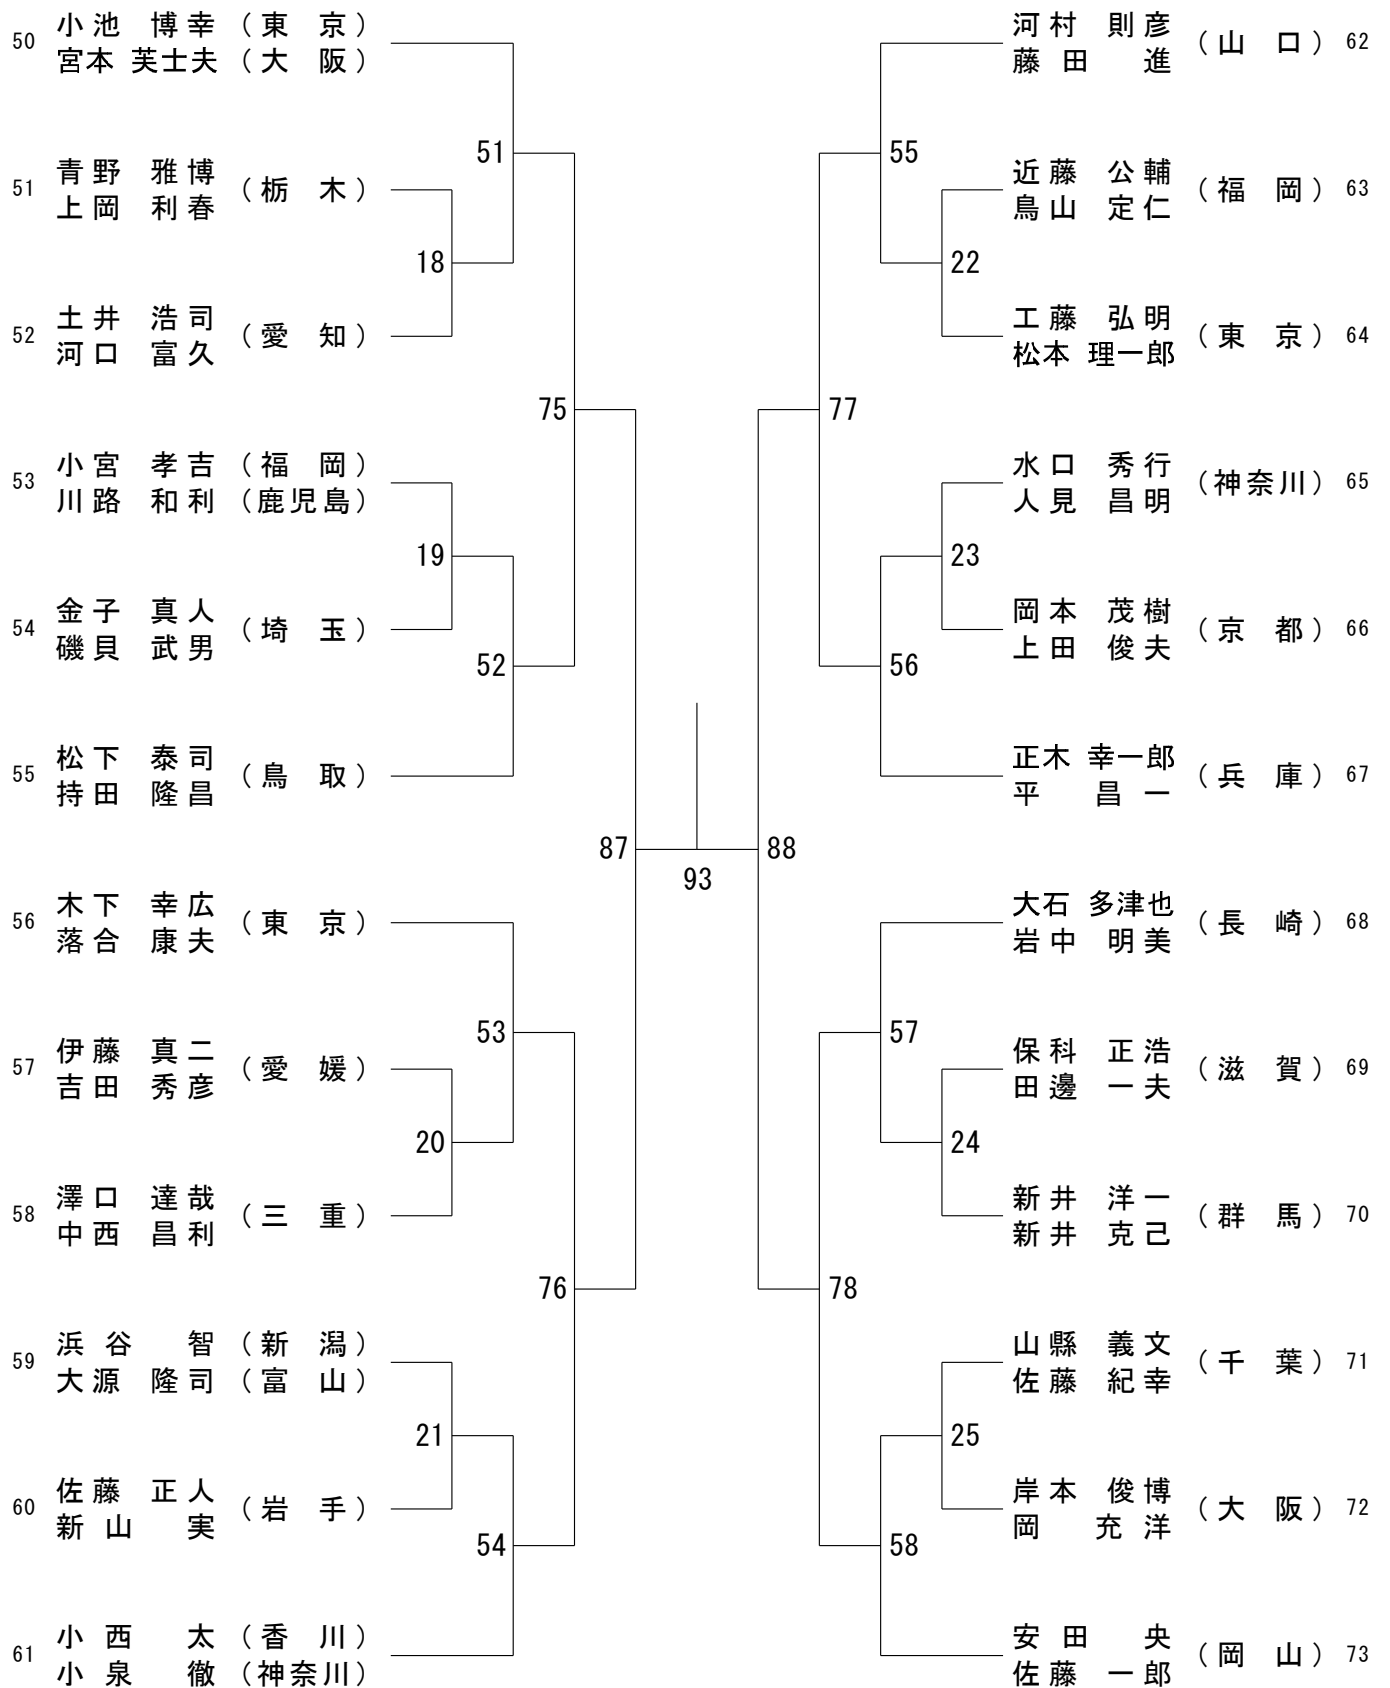 50 小池 博幸 (東 京)
宮本 芙士夫 (大 阪)
51
51 青野 雅博 (栃 木)
上岡 利春
18
52 土井 浩司 (愛 知)
河口 富久
75
53 小宮 孝吉 (福 岡)
川路 和利 (鹿児島)
19
54 金子 真人 (埼 玉)
磯貝 武男
52
55 松下 泰司 (鳥 取)
持田 隆昌
87
56 木下 幸広 (東 京)
落合 康夫
53
57 伊藤 真二 (愛 媛)
吉田 秀彦
20
58 澤口 達哉 (三 重)
中西 昌利
76
59 浜谷 智 (新 潟)
大源 隆司 (富 山)
21
60 佐藤 正人 (岩 手)
新山 実
54
61 小西 太 (香 川)
小泉 徹 (神奈川)
93
河村 則彦 (山 口) 62
藤田 進
55
近藤 公輔 (福 岡) 63
鳥山 定仁
22
工藤 弘明 (東 京) 64
松本 理一郎
77
水口 秀行 (神奈川) 65
人見 昌明
23
岡本 茂樹 (京 都) 66
上田 俊夫
56
正木 幸一郎 (兵 庫) 67
平 昌一
88
大石 多津也 (長 崎) 68
岩中 明美
57
保科 正浩 (滋 賀) 69
田邊 一夫
24
新井 洋一 (群 馬) 70
新井 克己
78
山縣 義文 (千 葉) 71
佐藤 紀幸
25
岸本 俊博 (大 阪) 72
岡 充洋
58
安田 央 (岡 山) 73
佐藤 一郎